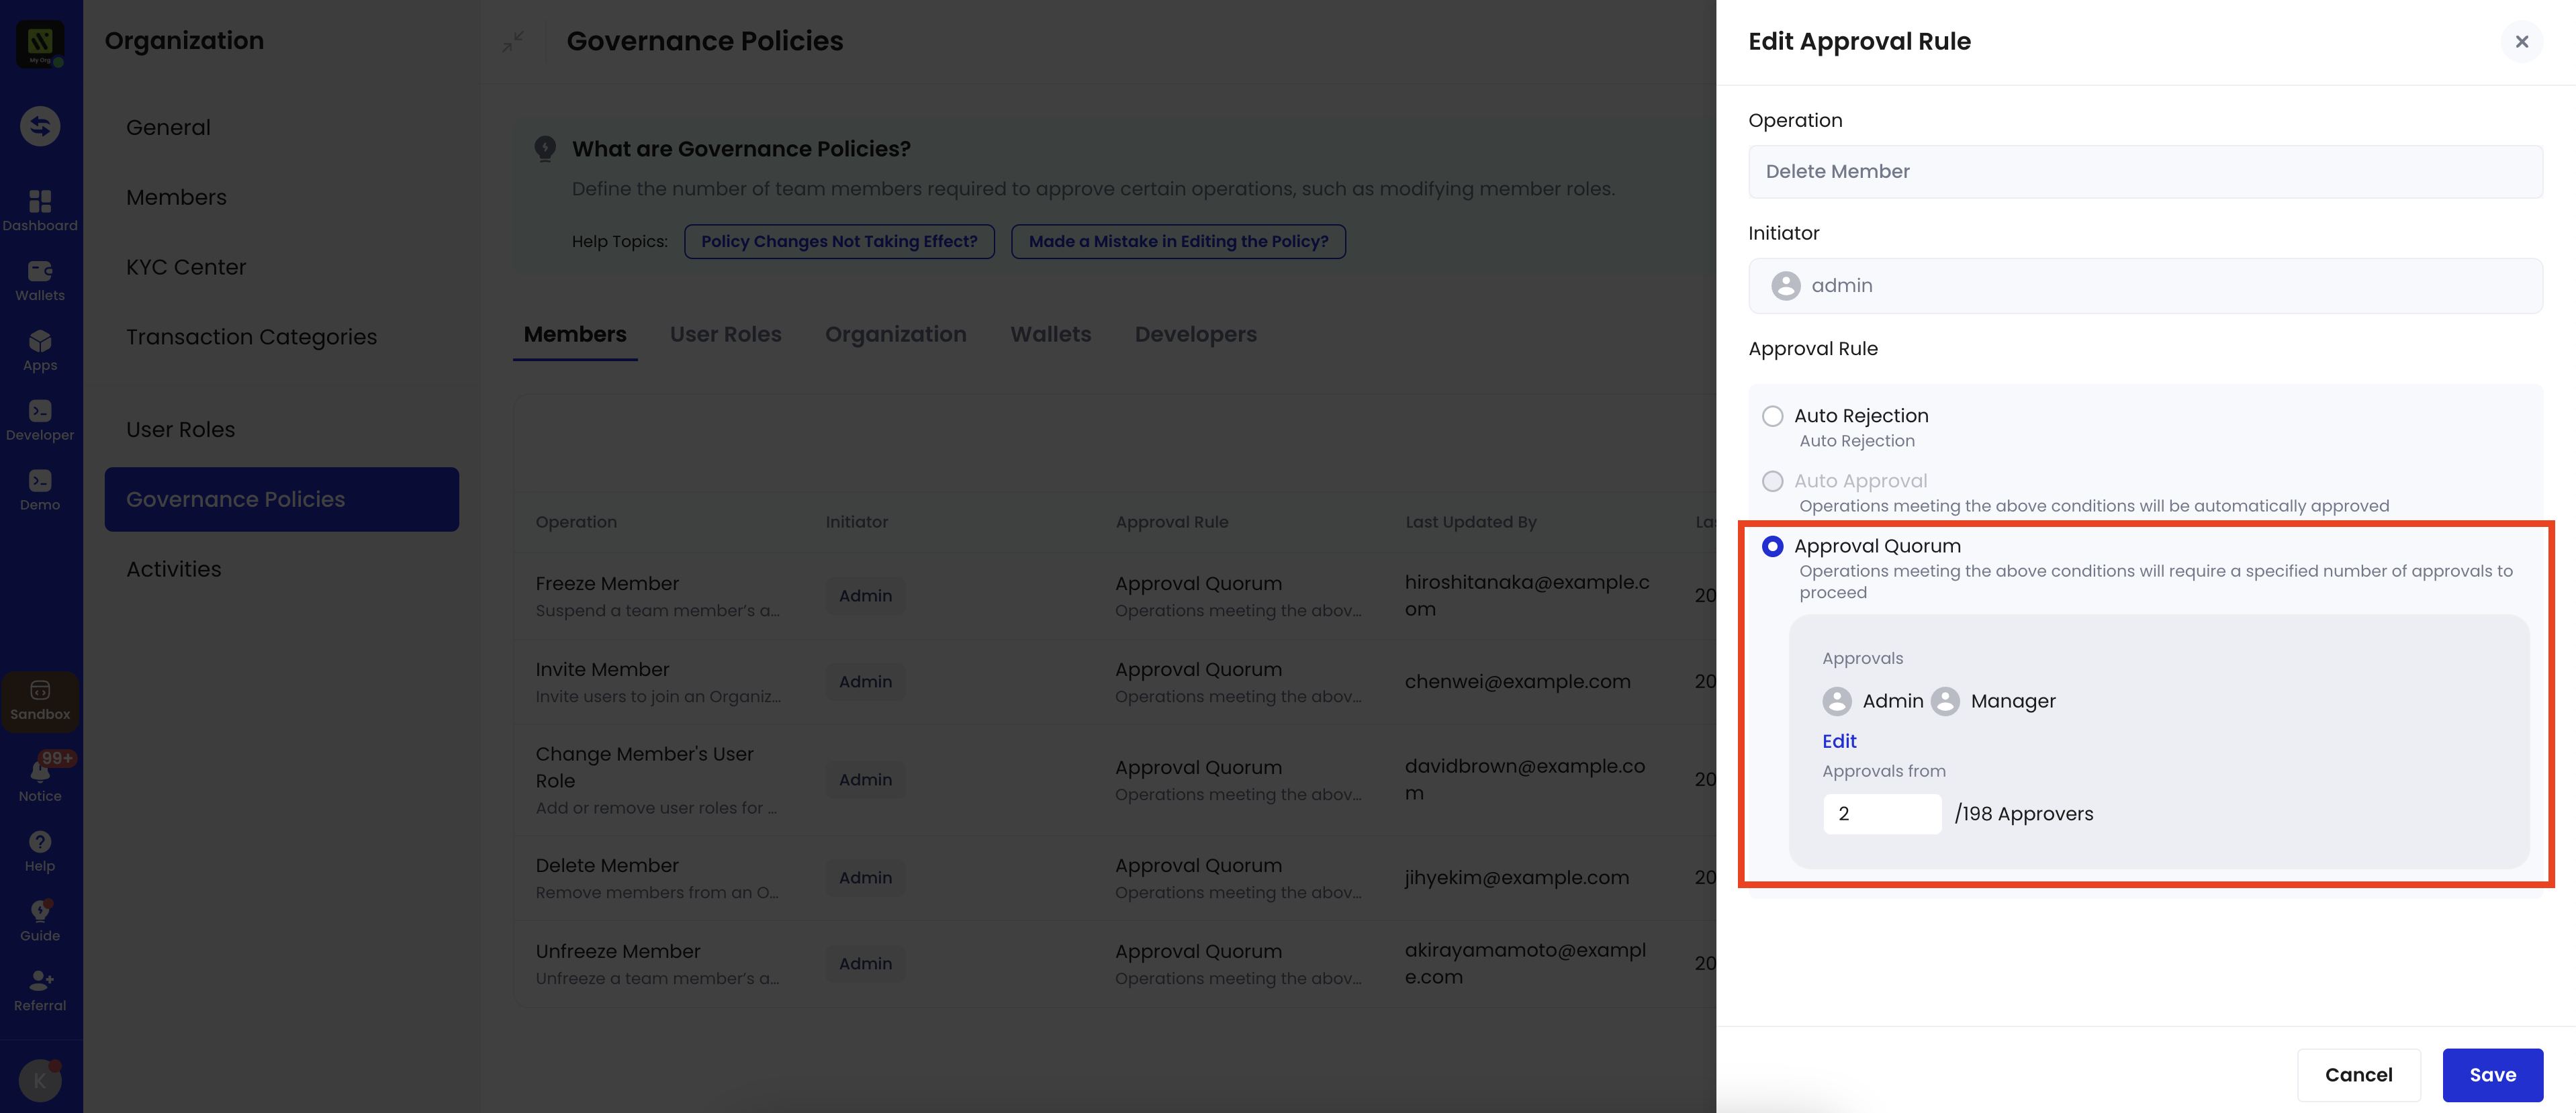 My Org
Dashboard
Wallets
Apps
Developer
Demo
Sandbox
99+
Notice
Help
Guide
Referral
K
Organization
General
Members
KYC Center
Transaction Categories
User Roles
Governance Policies
Activities
Governance Policies
What are Governance Policies?
Define the number of team members required to approve certain operations, such as modifying member roles.
Help Topics: Policy Changes Not Taking Effect? Made a Mistake in Editing the Policy?
Members User Roles Organization Wallets Developers
Operation Initiator Approval Rule Last Updated By
Freeze Member
Suspend a team member's a...
Admin
Approval Quorum
Operations meeting the abov...
hiroshitanaka@example.c
om
20
Invite Member
Invite users to join an Organiz...
Admin
Approval Quorum
Operations meeting the abov...
chenwei@example.com
20
Change Member's User
Role
Add or remove user roles for ...
Admin
Approval Quorum
Operations meeting the abov...
davidbrown@example.co
m
20
Delete Member
Remove members from an O...
Admin
Approval Quorum
Operations meeting the abov...
jihyekim@example.com
20
Unfreeze Member
Unfreeze a team member's a...
Admin
Approval Quorum
Operations meeting the abov...
akirayamamoto@exampl
e.com
20
Edit Approval Rule
Operation
Delete Member
Initiator
admin
Approval Rule
Auto Rejection
Auto Rejection
Auto Approval
Operations meeting the above conditions will be automatically approved
Approval Quorum
Operations meeting the above conditions will require a specified number of approvals to
proceed
Approvals
Admin Manager
Edit
Approvals from
2 /198 Approvers
Cancel Save